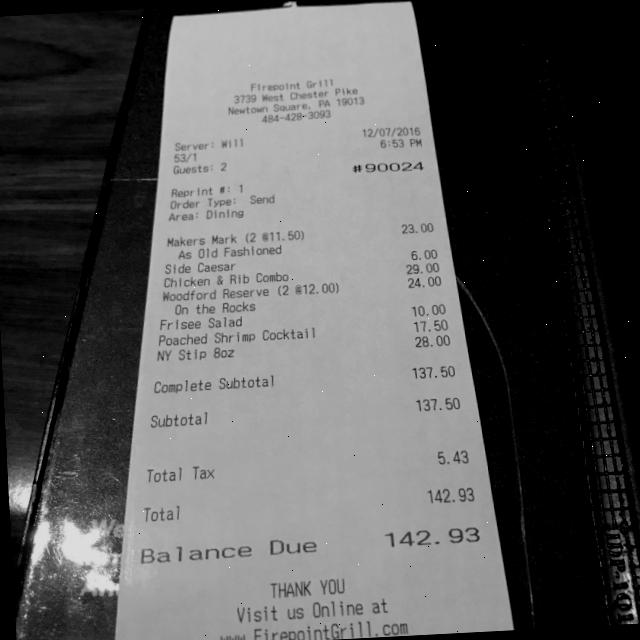 Firepoint Grill
3739 West Chester Pike
Newtown Square, PA 19013
484-428-3093
Server: Will 12/07/2016
53/1 6:53 PM
Guests: 2 #90024
Reprint #: 1
Order Type: Send
Area: Dining
Makers Mark (2 @11.50) 23.00
As Old Fashioned
Side Caesar 6.00
Chicken & Rib Combo. 29.00
Woodford Reserve (2 @12.00) 24.00
On the Rocks
Frisee Salad 10.00
Poached Shrimp Cocktail 17.50
NY Stip 8oz 28.00
Complete Subtotal 137.50
Subtotal 137.50
Total Tax 5.43
Total 142.93
Balance Due 142.93
THANK YOU
Visit us Online at
www.FirepointGrill.com